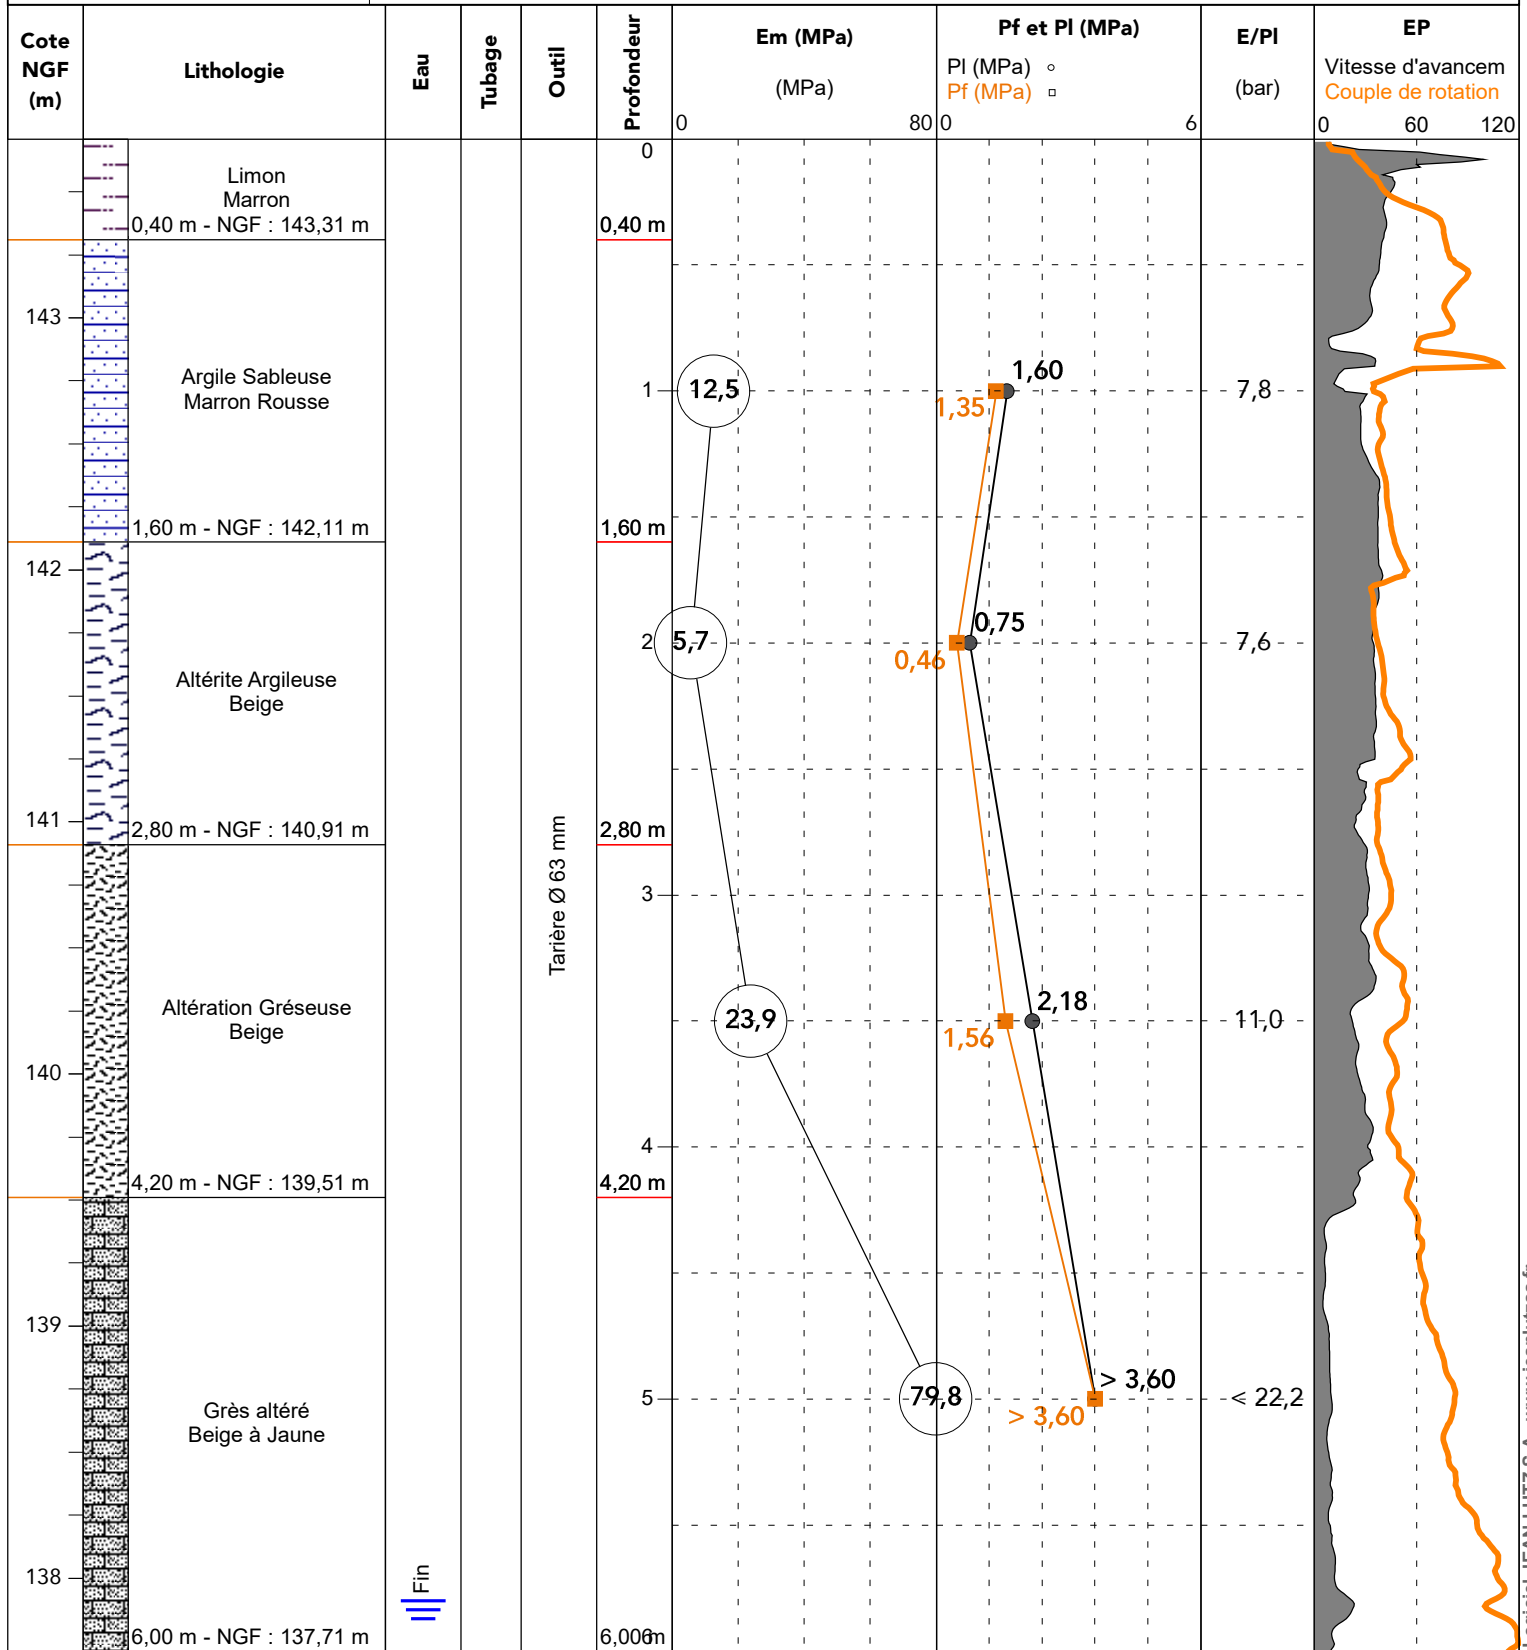 Cote
NGF
(m)
Lithologie
Eau
Tubage
Outil
Profondeur
Em (MPa)
(MPa)
0
80
Pf et Pl (MPa)
Pl (MPa)
Pf (MPa)
0
6
E/Pl
(bar)
EP
Vitesse d'avancem
Couple de rotation
0 60 120
0
Limon
Marron
0,40 m - NGF : 143,31 m
0,40 m
143
Argile Sableuse
Marron Rousse
1
12,5
1,60
1,35
7,8
1,60 m - NGF : 142,11 m
1,60 m
142
2
5,7
0,75
0,46
7,6
Altérite Argileuse
Beige
141
2,80 m - NGF : 140,91 m
2,80 m
Tarière Ø 63 mm
3
Altération Gréseuse
Beige
23,9
2,18
1,56
11,0
140
4
4,20 m - NGF : 139,51 m
4,20 m
139
5
79,8
> 3,60
> 3,60
< 22,2
Grès altéré
Beige à Jaune
138
Fin
6,00 m - NGF : 137,71 m
6,00 m
6